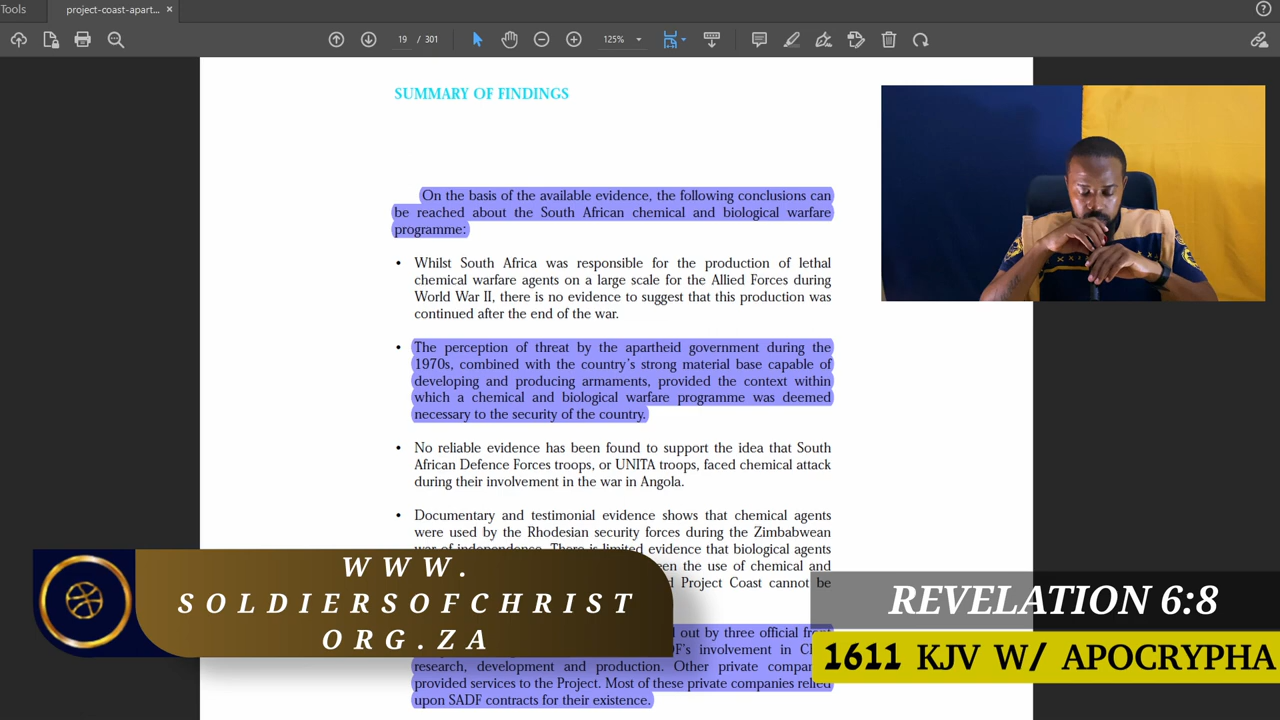 Tools
project-coast-apart... ×
19 / 301
125%
SUMMARY OF FINDINGS
On the basis of the available evidence, the following conclusions can
be reached about the South African chemical and biological warfare
programme:
• Whilst South Africa was responsible for the production of lethal
chemical warfare agents on a large scale for the Allied Forces during
World War II, there is no evidence to suggest that this production was
continued after the end of the war.
• The perception of threat by the apartheid government during the
1970s, combined with the country's strong material base capable of
developing and producing armaments, provided the context within
which a chemical and biological warfare programme was deemed
necessary to the security of the country.
• No reliable evidence has been found to support the idea that South
African Defence Forces troops, or UNITA troops, faced chemical attack
during their involvement in the war in Angola.
• Documentary and testimonial evidence shows that chemical agents
were used by the Rhodesian security forces during the Zimbabwean
war of independence. There is limited evidence that biological agents
the use of chemical and
Project Coast cannot be
out by three official
involvement in
research, development and production. Other private
provided services to the Project. Most of these private companies relied
upon SADF contracts for their existence.
WWW.
SOLDIERSOFCHRIST
ORG.ZA
REVELATION 6:8
1611 KJV W/ APOCRYPHA